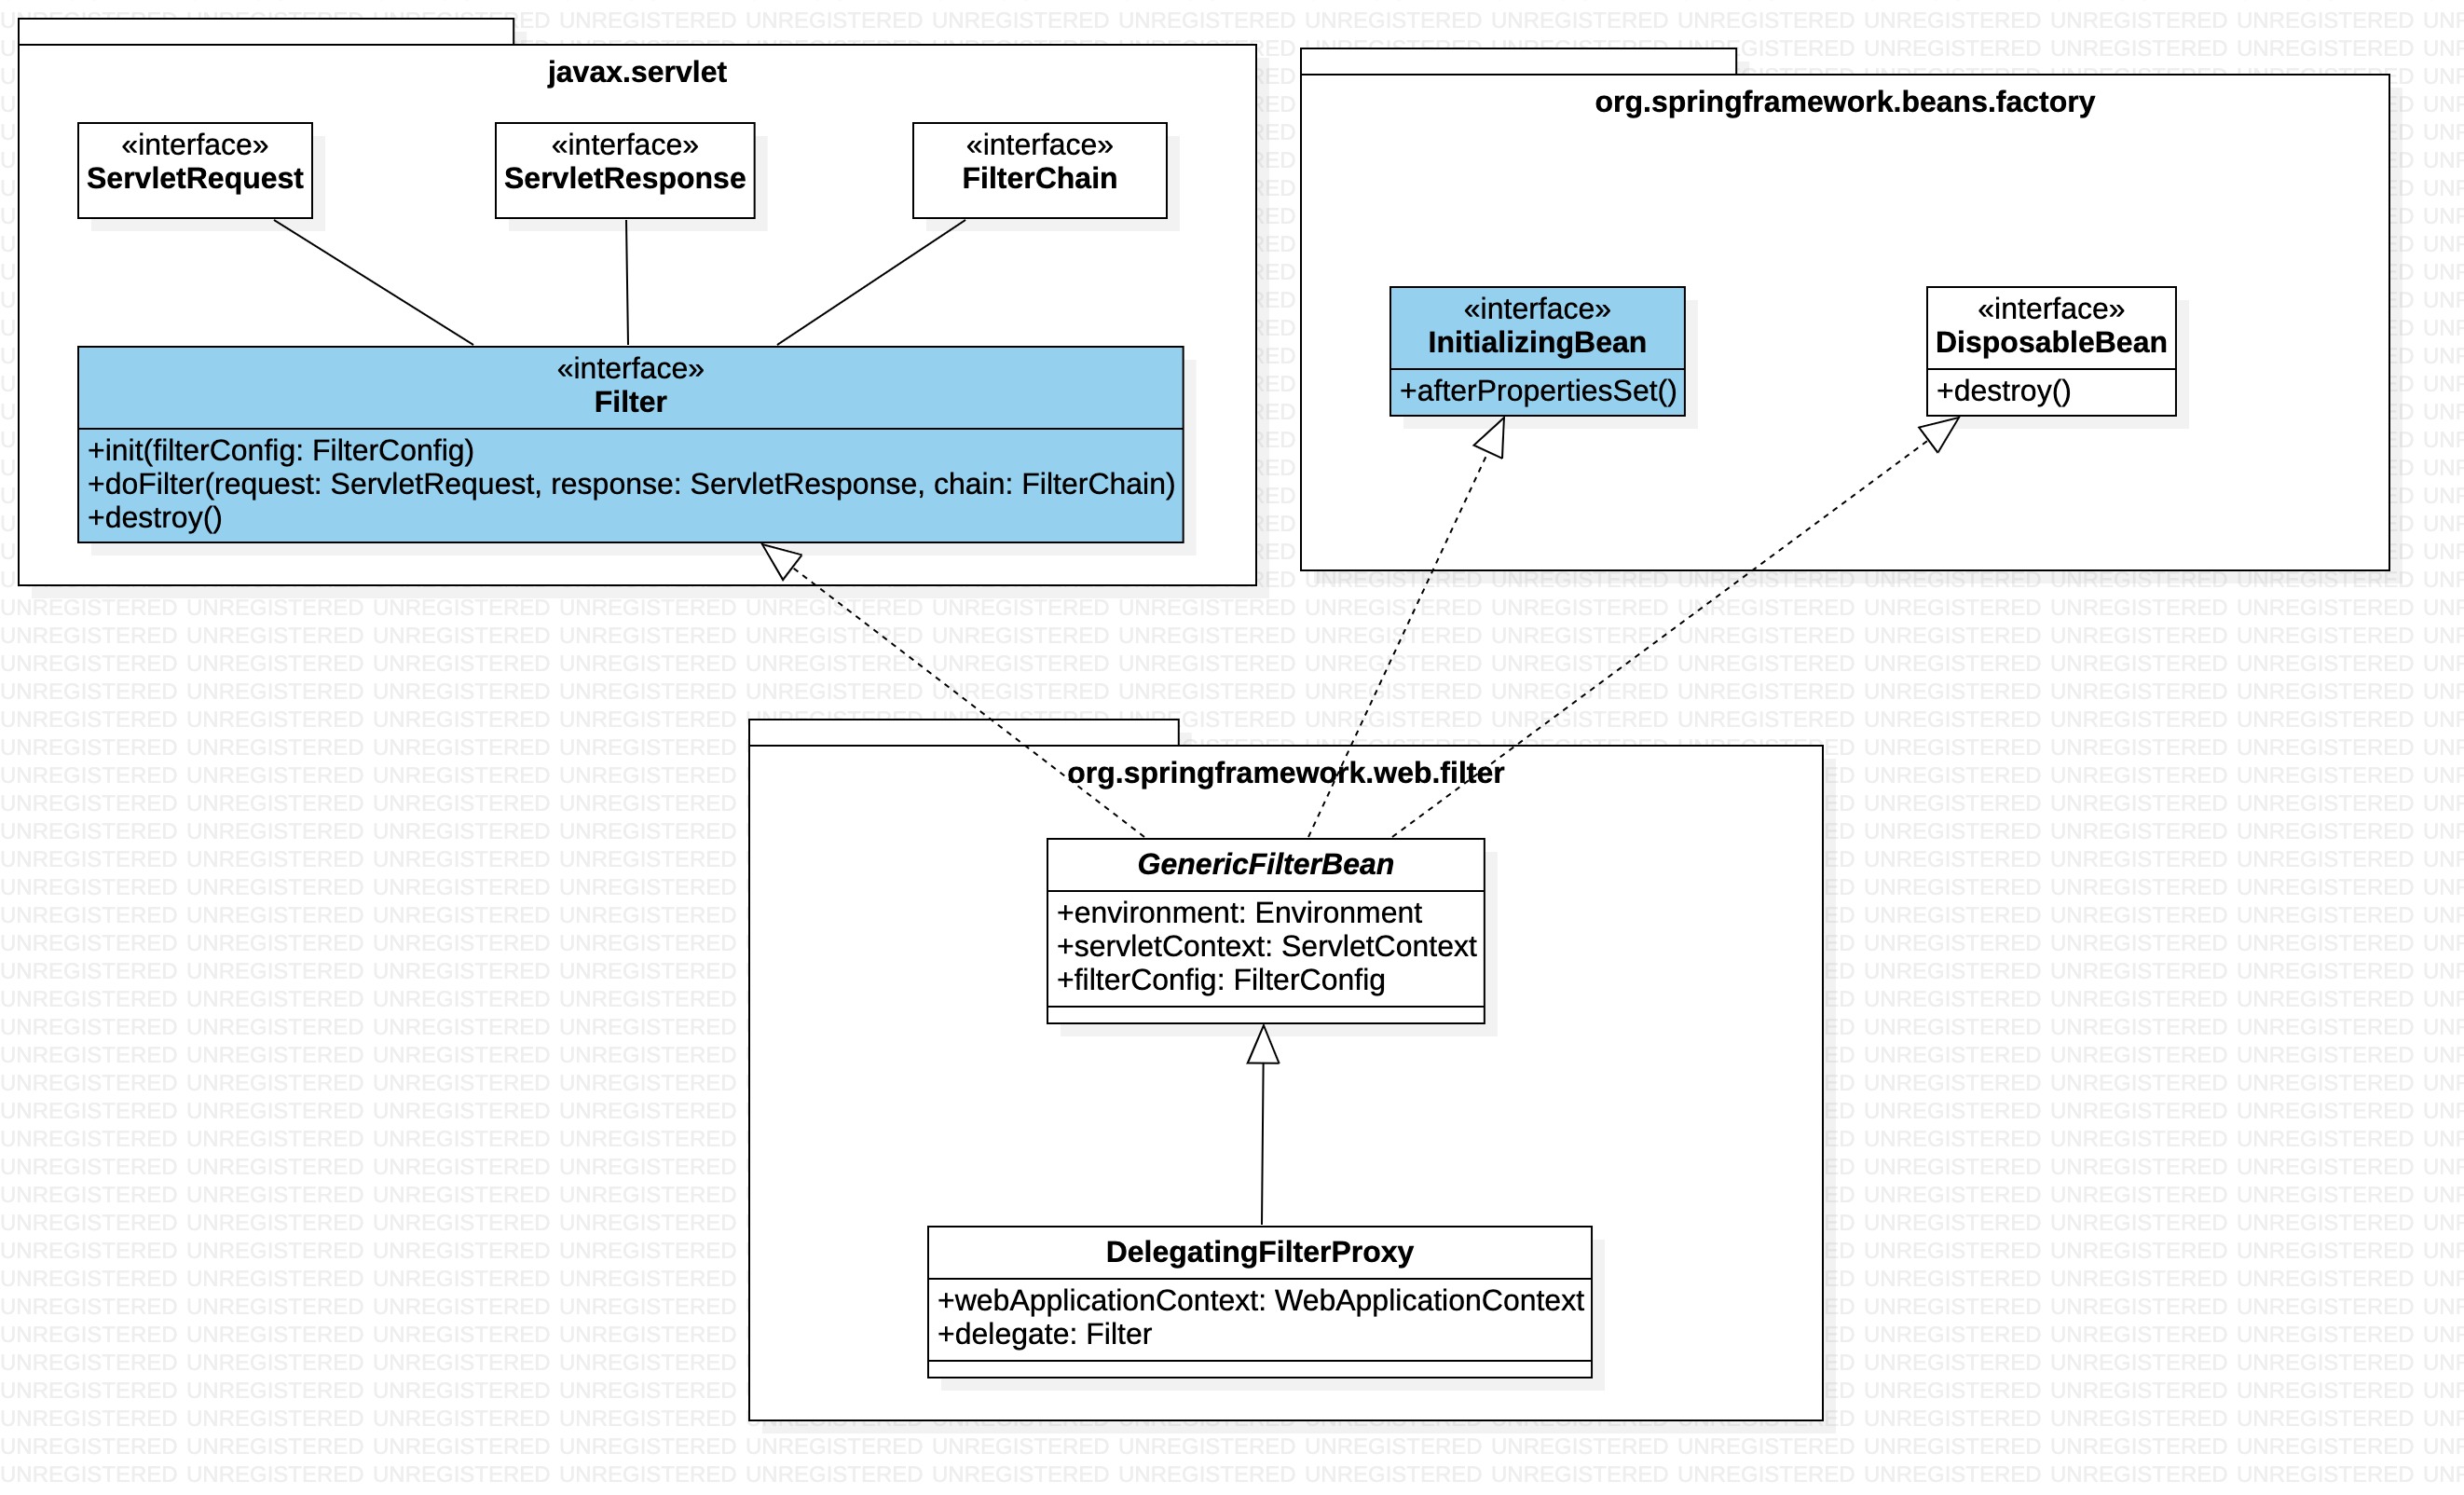 javax.servlet
«interface»
ServletRequest
«interface»
ServletResponse
«interface»
FilterChain
«interface»
Filter
+init(filterConfig: FilterConfig)
+doFilter(request: ServletRequest, response: ServletResponse, chain: FilterChain)
+destroy()
org.springframework.beans.factory
«interface»
InitializingBean
+afterPropertiesSet()
«interface»
DisposableBean
+destroy()
org.springframework.web.filter
GenericFilterBean
+environment: Environment
+servletContext: ServletContext
+filterConfig: FilterConfig
DelegatingFilterProxy
+webApplicationContext: WebApplicationContext
+delegate: Filter
UNREGISTERED